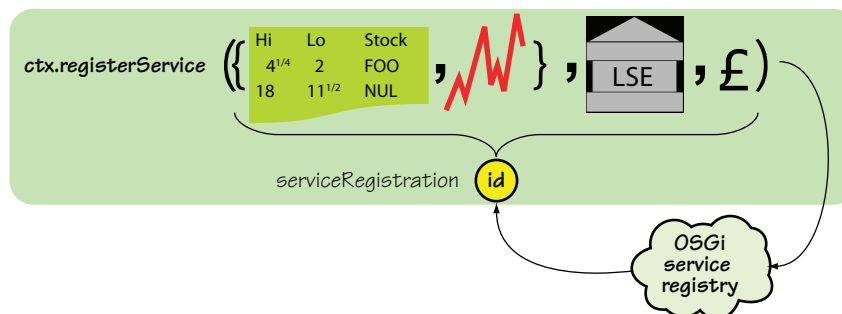 ctx.registerService ({ , } , LSE , £)
Hi Lo Stock
4 1/4 2 FOO
18 11 1/2 NUL
serviceRegistration id
OSGi
service
registry